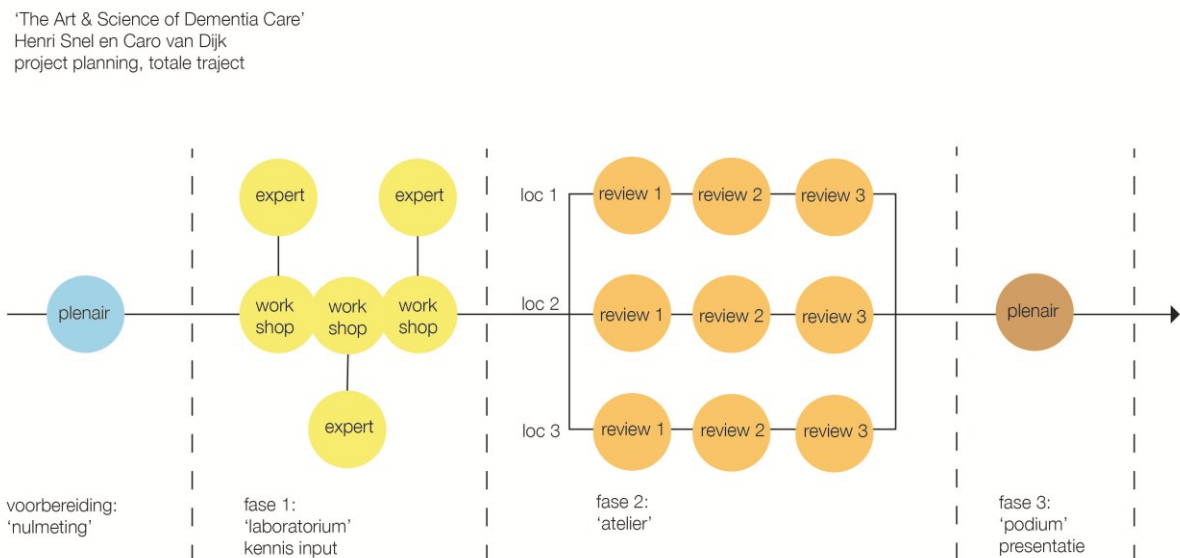 'The Art & Science of Dementia Care'
Henri Snel en Caro van Dijk
project planning, totale traject
plenair
expert
expert
work
shop
work
shop
work
shop
expert
loc 1
review 1
review 2
review 3
loc 2
review 1
review 2
review 3
loc 3
review 1
review 2
review 3
plenair
voorbereiding:
'nulmeting'
fase 1:
'laboratorium'
kennis input
fase 2:
'atelier'
fase 3:
'podium'
presentatie